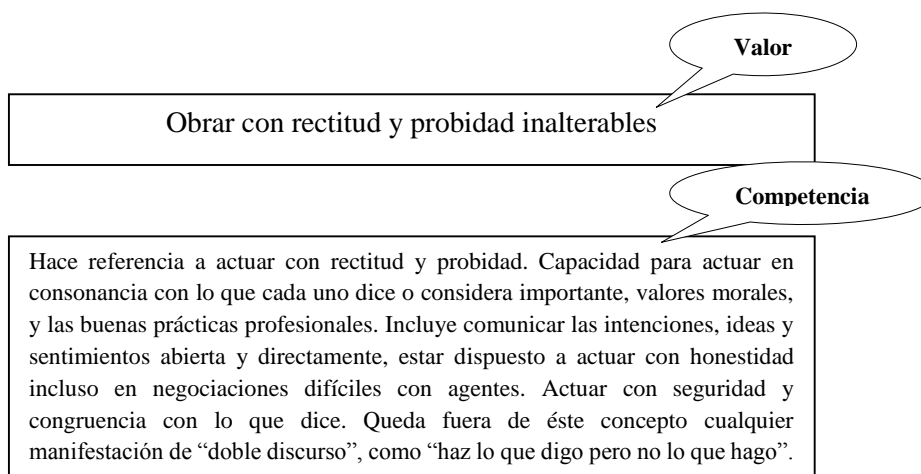 Valor
Obrar con rectitud y probidad inalterables
Competencia
Hace referencia a actuar con rectitud y probidad. Capacidad para actuar en
consonancia con lo que cada uno dice o considera importante, valores morales,
y las buenas prácticas profesionales. Incluye comunicar las intenciones, ideas y
sentimientos abierta y directamente, estar dispuesto a actuar con honestidad
incluso en negociaciones difíciles con agentes. Actuar con seguridad y
congruencia con lo que dice. Queda fuera de éste concepto cualquier
manifestación de “doble discurso”, como “haz lo que digo pero no lo que hago”.